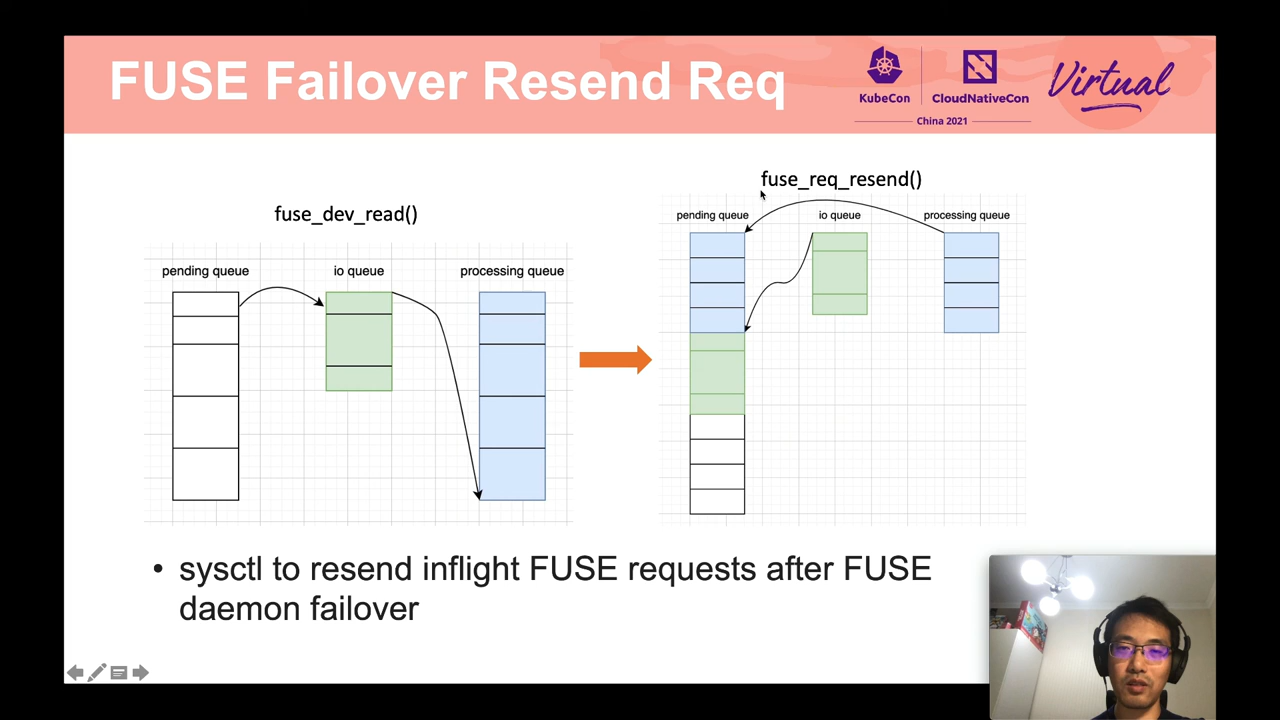 FUSE Failover Resend Req
KubeCon
CloudNativeCon
China 2021
Virtual
fuse_dev_read()
pending queue
io queue
processing queue
fuse_req_resend()
pending queue
io queue
processing queue
• sysctl to resend inflight FUSE requests after FUSE
daemon failover